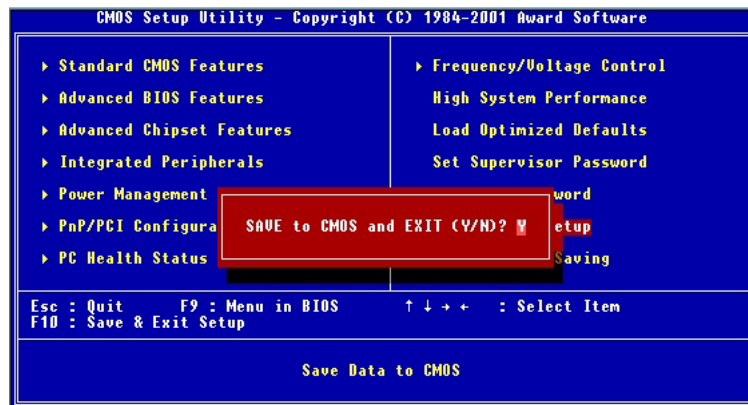 CMOS Setup Utility - Copyright (C) 1984-2001 Award Software
▸ Standard CMOS Features
▸ Advanced BIOS Features
▸ Advanced Chipset Features
▸ Integrated Peripherals
▸ Power Management
▸ PnP/PCI Configura
▸ PC Health Status
▸ Frequency/Voltage Control
High System Performance
Load Optimized Defaults
Set Supervisor Password
word
etup
Saving
SAVE to CMOS and EXIT (Y/N)? Y
Esc : Quit F9 : Menu in BIOS ↑ ↓ → ← : Select Item
F10 : Save & Exit Setup
Save Data to CMOS